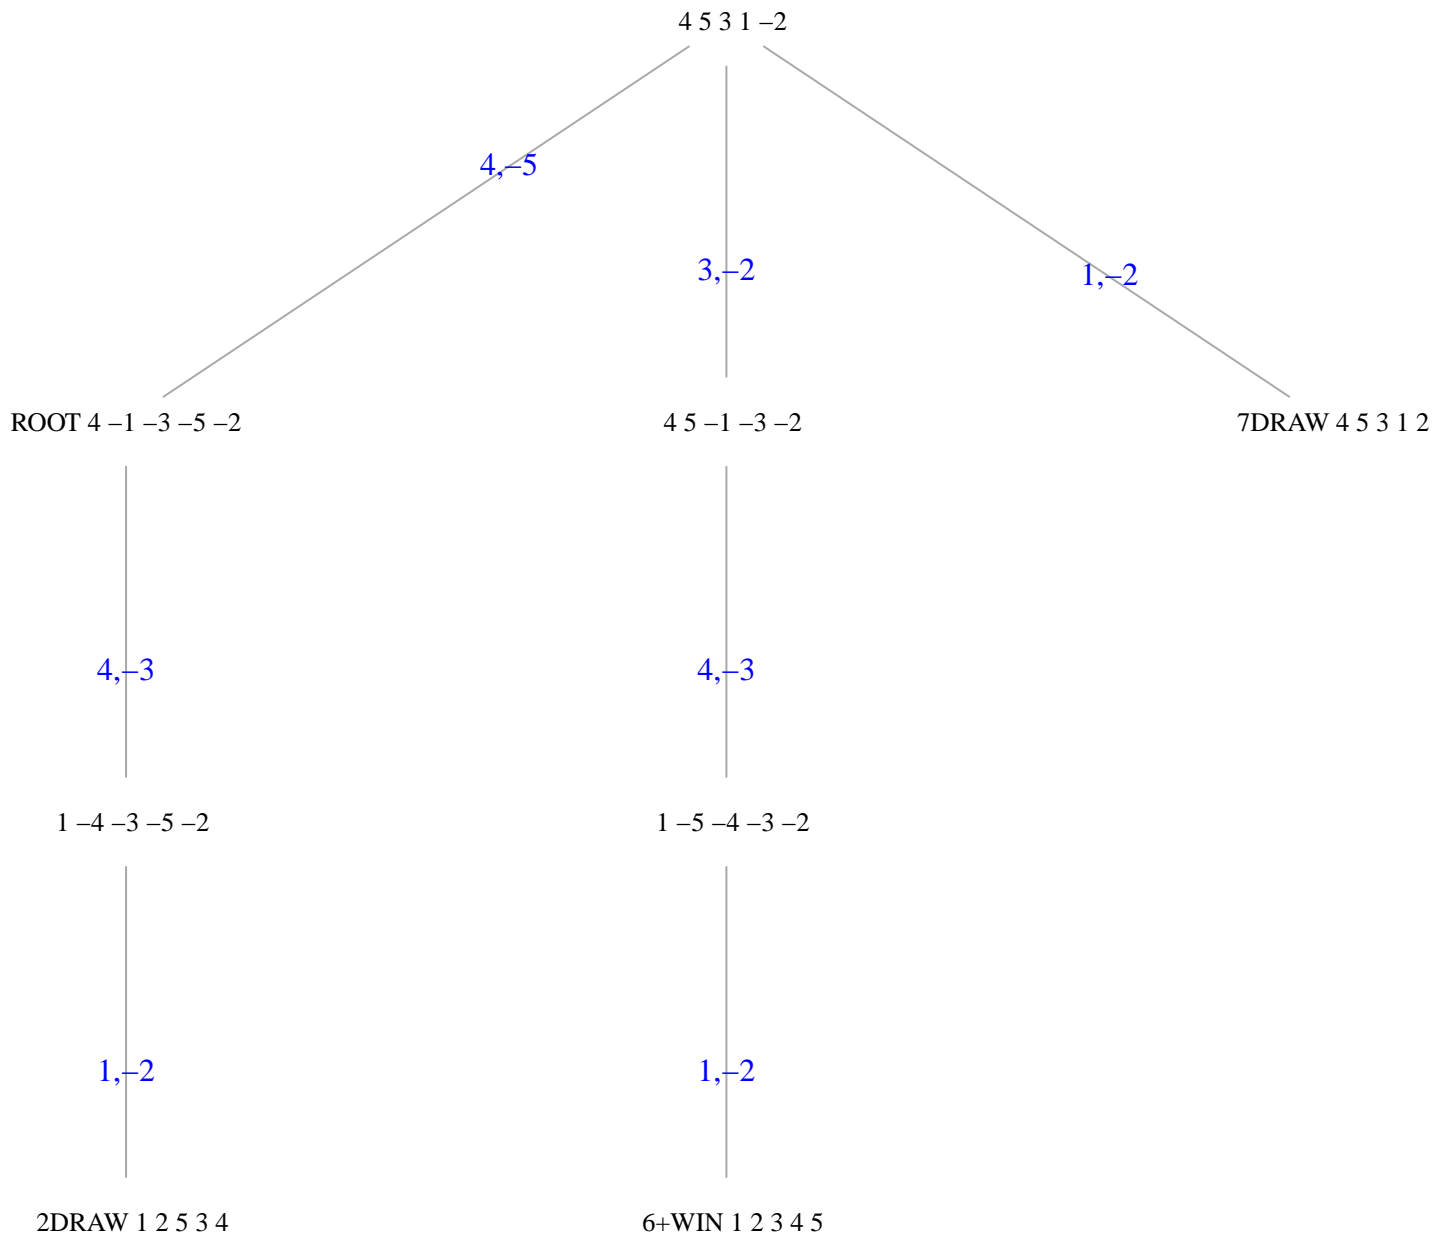 4 5 3 1 –2
4,–5
3,–2
1,–2
ROOT 4 –1 –3 –5 –2
4 5 –1 –3 –2
7DRAW 4 5 3 1 2
4,–3
4,–3
1 –4 –3 –5 –2
1 –5 –4 –3 –2
1,–2
1,–2
2DRAW 1 2 5 3 4
6+WIN 1 2 3 4 5